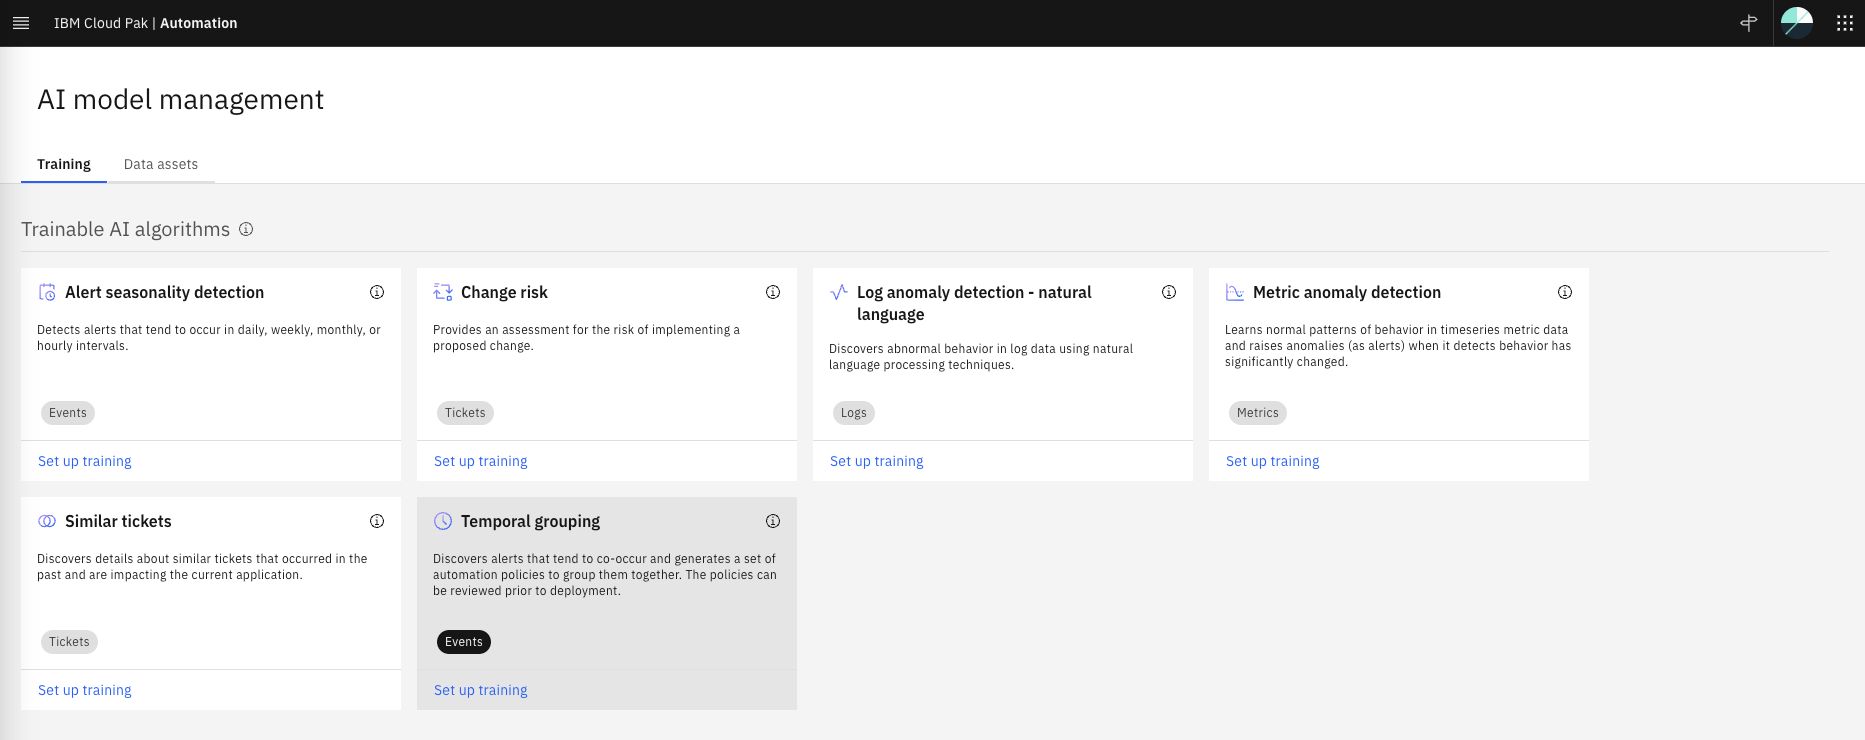 IBM Cloud Pak | Automation
AI model management
Training
Data assets
Trainable AI algorithms
Alert seasonality detection
Detects alerts that tend to occur in daily, weekly, monthly, or
hourly intervals.
Events
Set up training
Change risk
Provides an assessment for the risk of implementing a
proposed change.
Tickets
Set up training
Log anomaly detection - natural
language
Discovers abnormal behavior in log data using natural
language processing techniques.
Logs
Set up training
Metric anomaly detection
Learns normal patterns of behavior in timeseries metric data
and raises anomalies (as alerts) when it detects behavior has
significantly changed.
Metrics
Set up training
Similar tickets
Discovers details about similar tickets that occurred in the
past and are impacting the current application.
Tickets
Set up training
Temporal grouping
Discovers alerts that tend to co-occur and generates a set of
automation policies to group them together. The policies can
be reviewed prior to deployment.
Events
Set up training